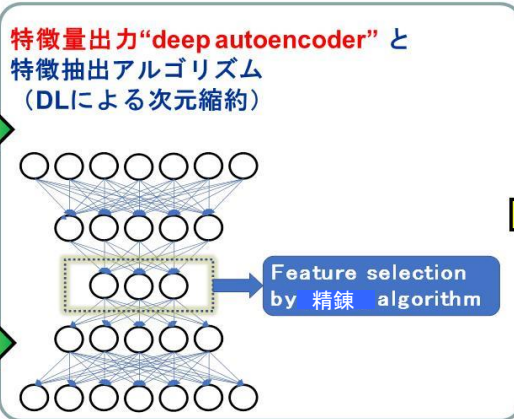 特徴量出力“deep autoencoder” と
特徴抽出アルゴリズム
（DLによる次元縮約）
Feature selection
by 精錬 algorithm